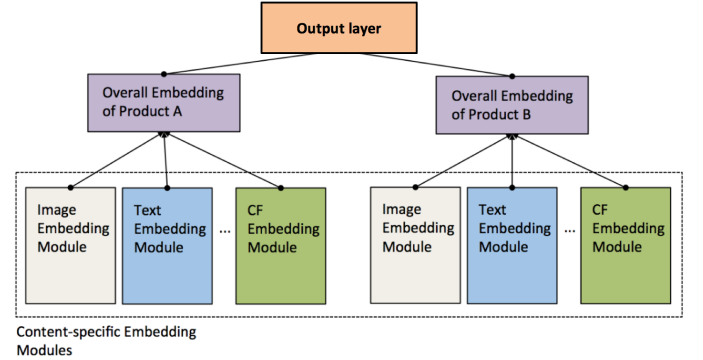 Output layer
Overall Embedding
of Product A
Overall Embedding
of Product B
Image
Embedding
Module
Text
Embedding
Module
...
CF
Embedding
Module
Image
Embedding
Module
Text
Embedding
Module
...
CF
Embedding
Module
Content-specific Embedding
Modules